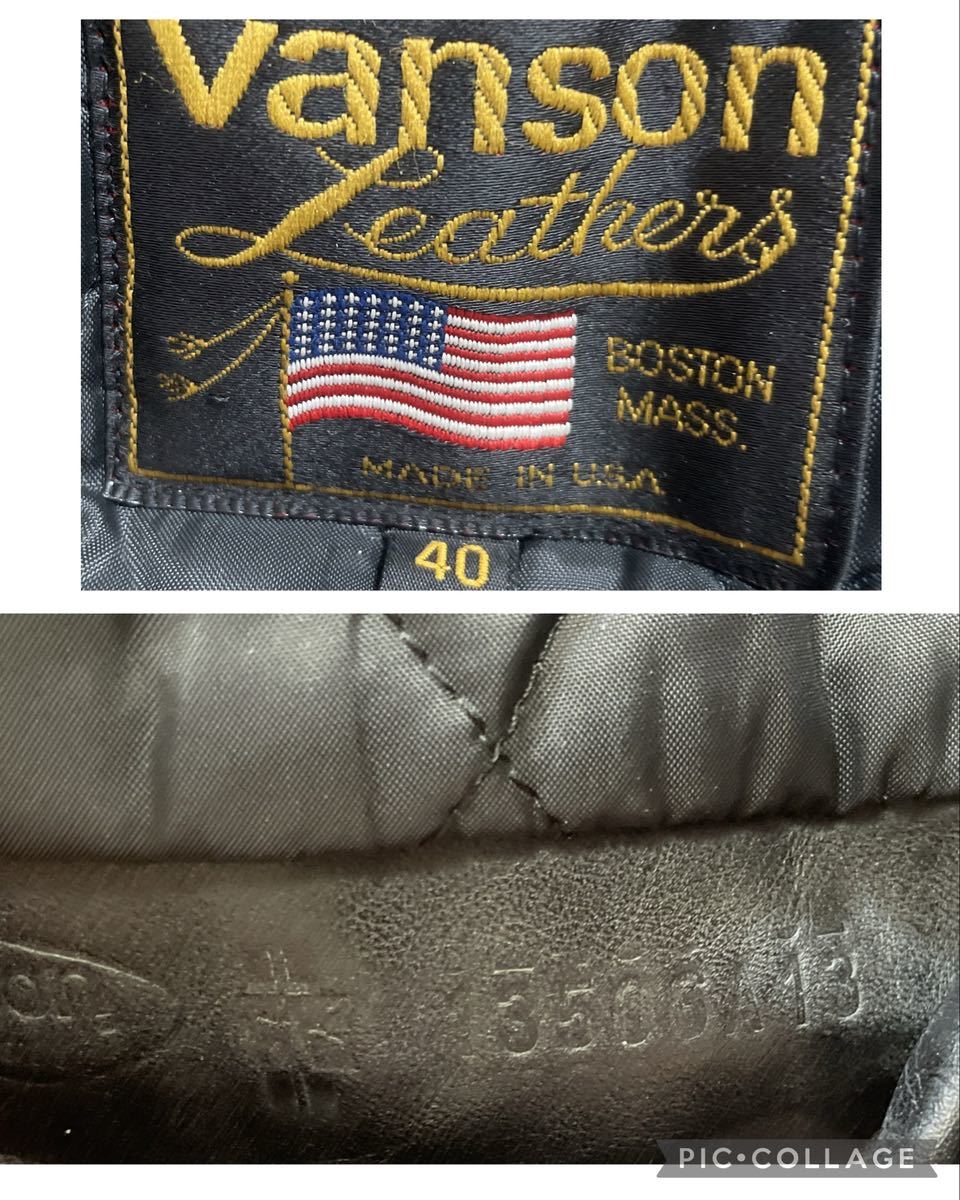 Vanson
Leathers
BOSTON
MASS.
MADE IN U.S.A
40
PIC•COLLAGE